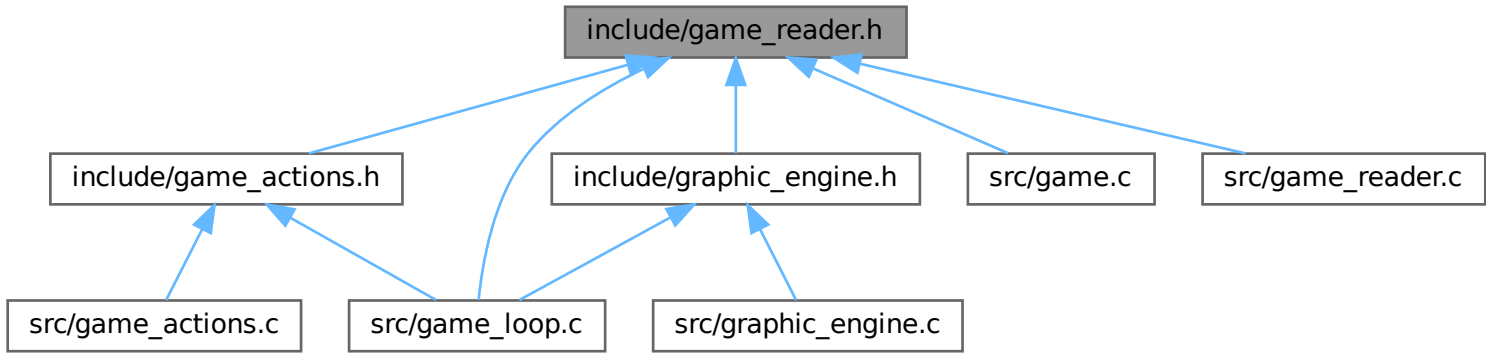 include/game_reader.h
include/game_actions.h
include/graphic_engine.h
src/game.c
src/game_reader.c
src/game_actions.c
src/game_loop.c
src/graphic_engine.c